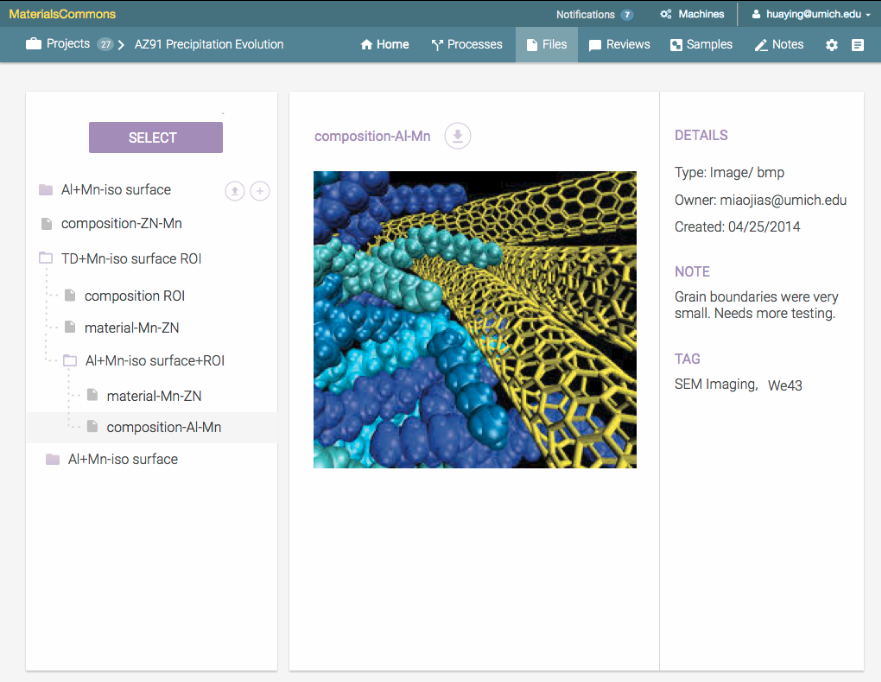 MaterialsCommons
Notifications 7 Machines huaying@umich.edu
Projects 27 AZ91 Precipitation Evolution Home Processes Files Reviews Samples Notes
SELECT
Al+Mn-iso surface
composition-ZN-Mn
TD+Mn-iso surface ROI
composition ROI
material-Mn-ZN
Al+Mn-iso surface+ROI
material-Mn-ZN
composition-Al-Mn
Al+Mn-iso surface
composition-Al-Mn
DETAILS
Type: Image/ bmp
Owner: miaojias@umich.edu
Created: 04/25/2014
NOTE
Grain boundaries were very
small. Needs more testing.
TAG
SEM Imaging, We43